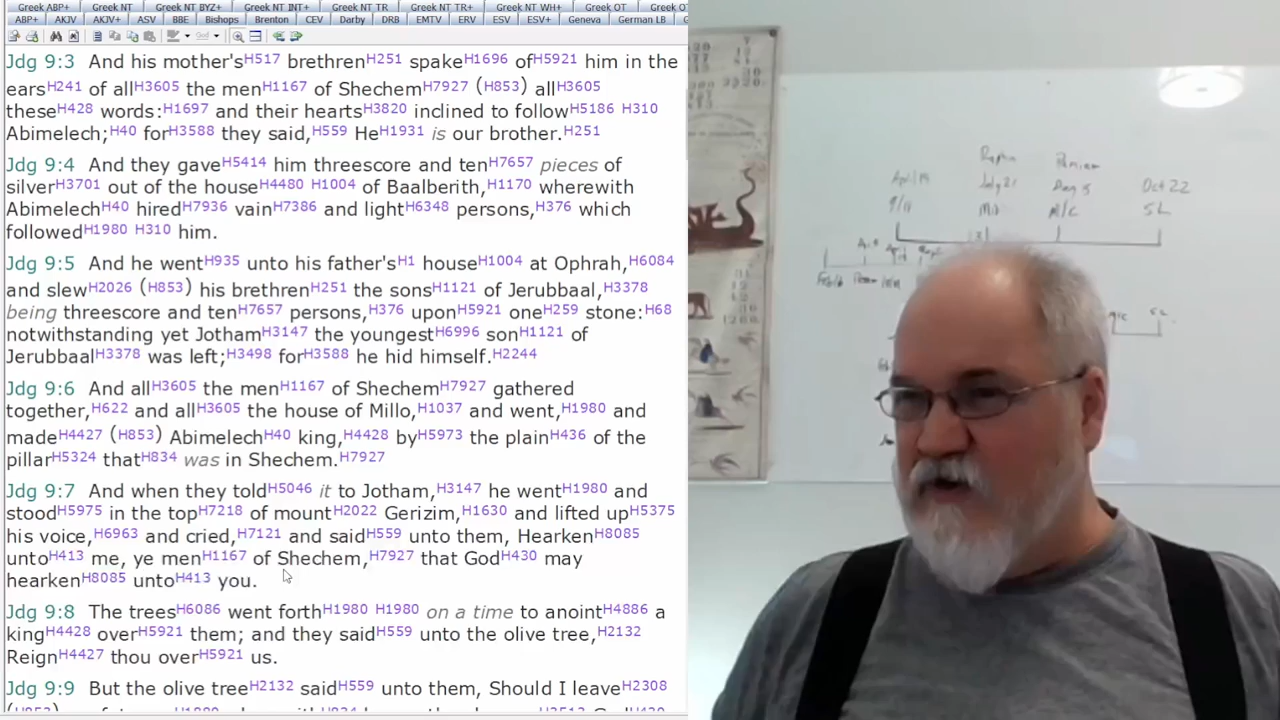 Greek ABP+ Greek NT Greek NT BYZ+ Greek NT INT+ Greek NT TR Greek NT TR+ Greek NT WH+ Greek OT Greek
ABP+ AKJV AKJV+ ASV BBE Bishops Brenton CEV Darby DRB EMTV ERV ESV ESV+ Geneva German LB
Jdg 9:3 And his mother'sH517 brethrenH251 spakeH1696 ofH5921 him in the
earsH241 of allH3605 the menH1167 of ShechemH7927 (H853) allH3605
theseH428 words:H1697 and their heartsH3820 inclined to followH5186 H310
Abimelech;H40 forH3588 they said,H559 HeH1931 is our brother.H251
Jdg 9:4 And they gaveH5414 him threescore and tenH7657 pieces of
silverH3701 out of the houseH4480 H1004 of Baalberith,H1170 wherewith
AbimelechH40 hiredH7936 vainH7386 and lightH6348 persons,H376 which
followedH1980 H310 him.
Jdg 9:5 And he wentH935 unto his father'sH1 houseH1004 at Ophrah,H6084
and slewH2026 (H853) his brethrenH251 the sonsH1121 of Jerubbaal,H3378
being threescore and tenH7657 persons,H376 uponH5921 oneH259 stone:H68
notwithstanding yet JothamH3147 the youngestH6996 sonH1121 of
JerubbaalH3378 was left;H3498 forH3588 he hid himself.H2244
Jdg 9:6 And allH3605 the menH1167 of ShechemH7927 gathered
together,H622 and allH3605 the house of Millo,H1037 and went,H1980 and
madeH4427 (H853) AbimelechH40 king,H4428 byH5973 the plainH436 of the
pillarH5324 thatH834 was in Shechem.H7927
Jdg 9:7 And when they toldH5046 it to Jotham,H3147 he wentH1980 and
stoodH5975 in the topH7218 of mountH2022 Gerizim,H1630 and lifted upH5375
his voice,H6963 and cried,H7121 and saidH559 unto them, HearkenH8085
untoH413 me, ye menH1167 of Shechem,H7927 that GodH430 may
hearkenH8085 untoH413 you.
Jdg 9:8 The treesH6086 went forthH1980 H1980 on a time to anointH4886 a
kingH4428 overH5921 them; and they saidH559 unto the olive tree,H2132
ReignH4427 thou overH5921 us.
Jdg 9:9 But the olive treeH2132 saidH559 unto them, Should I leaveH2308
April 19 July 21 Aug 5 Oct 22
9/11 SL